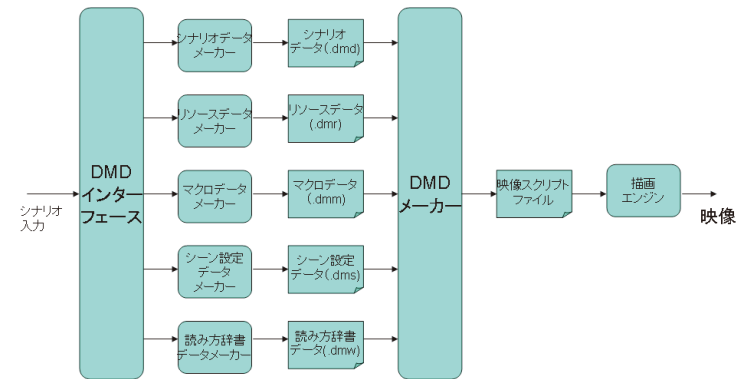 シナリオ
入力
DMD
インター
フェース
シナリオデータ
メーカー
シナリオ
データ(.dmd)
リソースデータ
メーカー
リソースデータ
(.dmr)
マクロデータ
メーカー
マクロデータ
(.dmm)
シーン設定
データ
メーカー
シーン設定
データ(.dms)
読み方辞書
データメーカー
読み方辞書
データ(.dmw)
DMD
メーカー
映像スクリプト
ファイル
描画
エンジン
映像